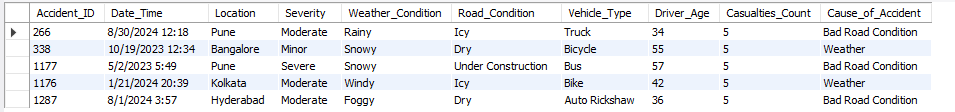 Accident_ID Date_Time Location Severity Weather_Condition Road_Condition Vehicle_Type Driver_Age Casualties_Count Cause_of_Accident
266 8/30/2024 12:18 Pune Moderate Rainy Icy Truck 34 5 Bad Road Condition
338 10/19/2023 12:34 Bangalore Minor Snowy Dry Bicycle 55 5 Weather
1177 5/2/2023 5:49 Pune Severe Snowy Under Construction Bus 57 5 Bad Road Condition
1176 1/21/2024 20:39 Kolkata Moderate Windy Icy Bike 42 5 Weather
1287 8/1/2024 3:57 Hyderabad Moderate Foggy Dry Auto Rickshaw 36 5 Bad Road Condition